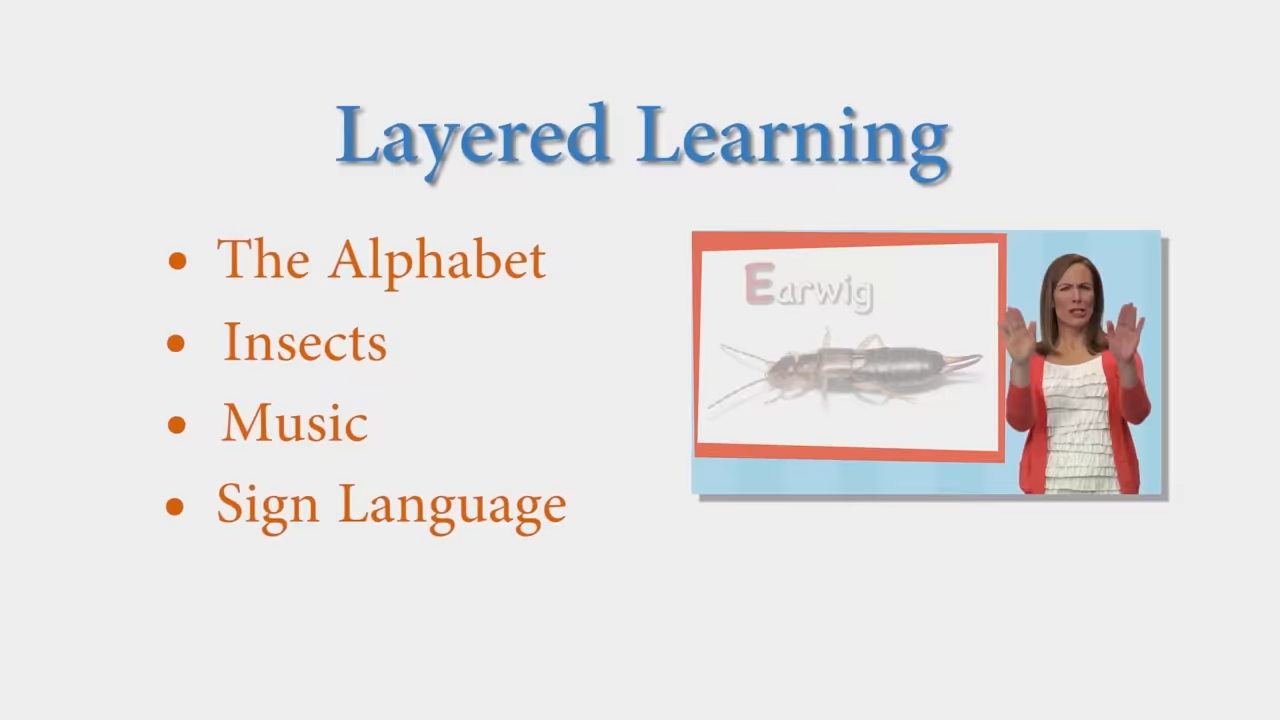 Layered Learning
• The Alphabet
• Insects
• Music
• Sign Language
Earwig